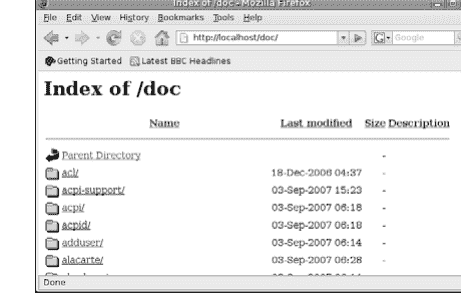 Index of /doc - Mozilla Firefox
File Edit View History Bookmarks Tools Help
http://localhost/doc/ G Google
Getting Started Latest BBC Headlines
Index of /doc
Name Last modified Size Description
Parent Directory -
acl/ 18-Dec-2006 04:37 -
acpi-support/ 03-Sep-2007 15:23 -
acpi/ 03-Sep-2007 06:18 -
acpid/ 03-Sep-2007 06:18 -
adduser/ 03-Sep-2007 06:14 -
alacarte/ 03-Sep-2007 06:28 -
Done